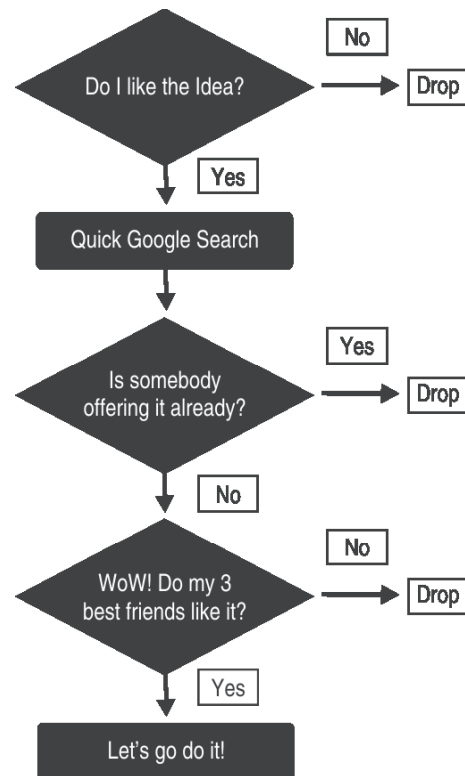 No
Do I like the Idea?
Drop
Yes
Quick Google Search
Yes
Is somebody
offering it already?
Drop
No
No
WoW! Do my 3
best friends like it?
Drop
Yes
Let's go do it!